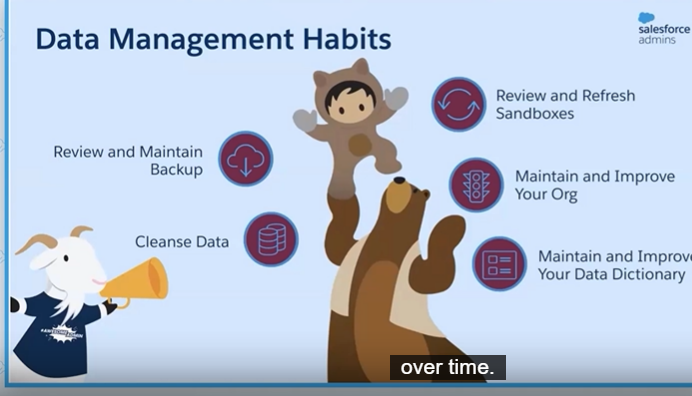 Data Management Habits
salesforce
admins
Review and Refresh
Sandboxes
Review and Maintain
Backup
Maintain and Improve
Your Org
Cleanse Data
Maintain and Improve
Your Data Dictionary
#AWESOMEADMIN
over time.